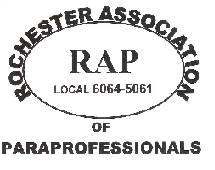 ROCHESTER ASSOCIATION
RAP
LOCAL 6064-5061
OF
PARAPROFESSIONALS